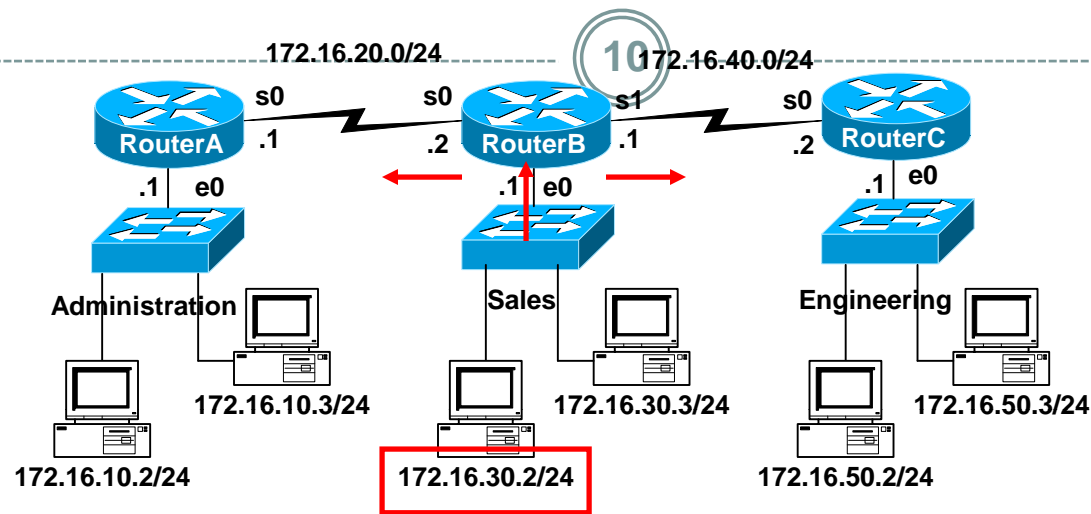 172.16.20.0/24
10
172.16.40.0/24
s0
s0
s1
s0
RouterA
.1
.2
RouterB
.1
.2
RouterC
.1
e0
.1
e0
.1
e0
Administration
Sales
Engineering
172.16.10.3/24
172.16.30.3/24
172.16.50.3/24
172.16.10.2/24
172.16.30.2/24
172.16.50.2/24